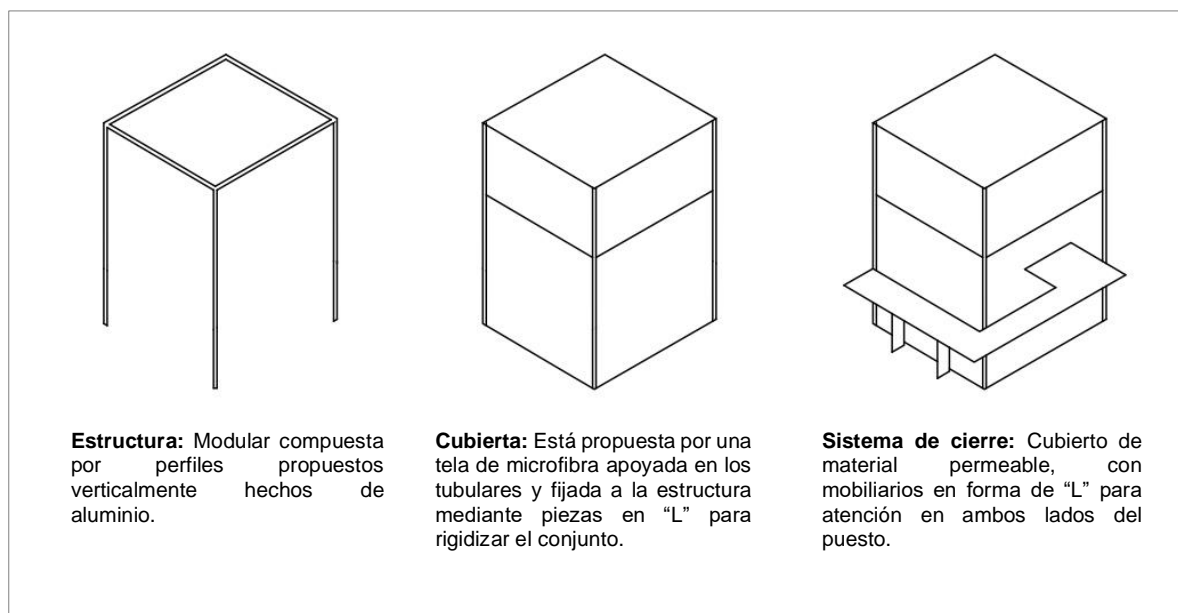 Estructura: Modular compuesta
por perfiles propuestos
verticalmente hechos de
aluminio.
Cubierta: Está propuesta por una
tela de microfibra apoyada en los
tubulares y fijada a la estructura
mediante piezas en “L” para
rigidizar el conjunto.
Sistema de cierre: Cubierto de
material permeable, con
mobiliarios en forma de “L” para
atención en ambos lados del
puesto.